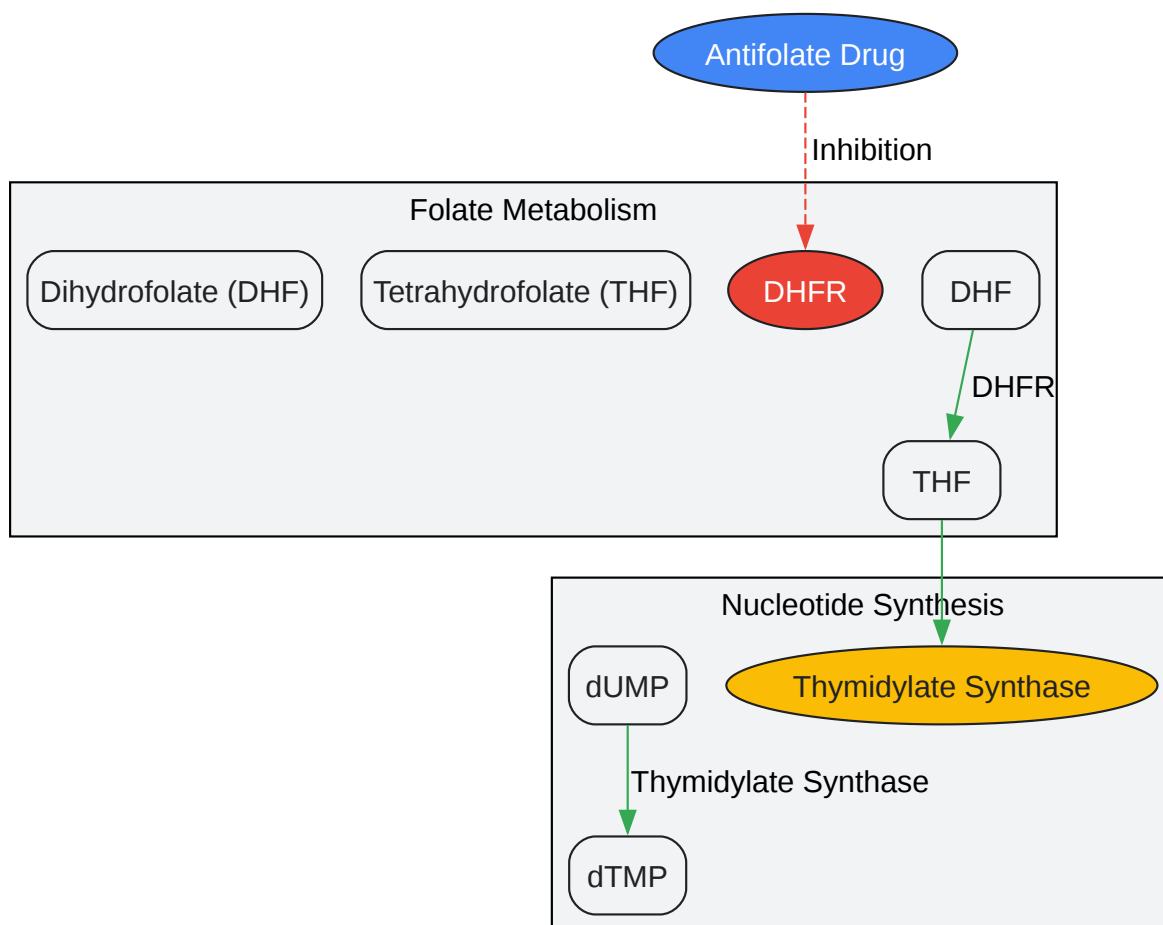 Antifolate Drug
Inhibition
Folate Metabolism
Dihydrofolate (DHF)
Tetrahydrofolate (THF)
DHFR
DHF
DHFR
THF
Nucleotide Synthesis
dUMP
Thymidylate Synthase
Thymidylate Synthase
dTMP